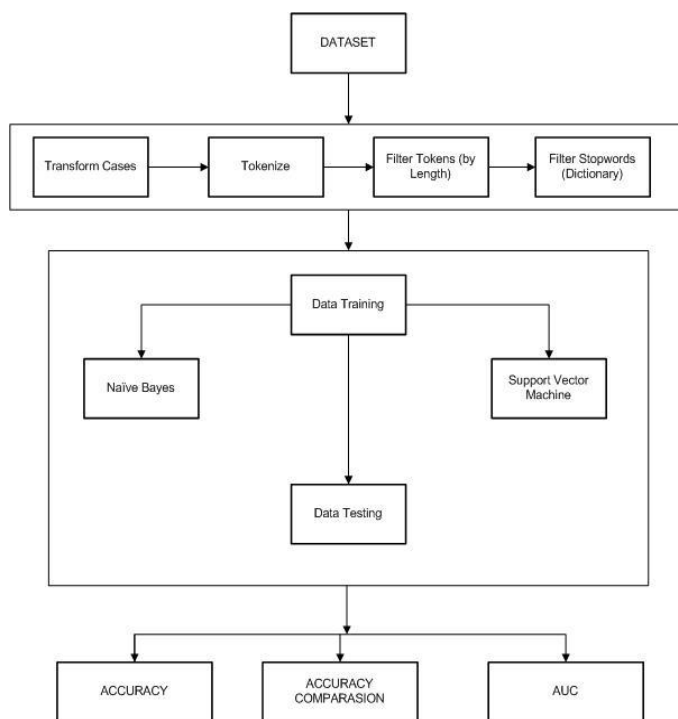 DATASET
Transform Cases
Tokenize
Filter Tokens (by
Length)
Filter Stopwords
(Dictionary)
Data Training
Naïve Bayes
Support Vector
Machine
Data Testing
ACCURACY
ACCURACY
COMPARASION
AUC